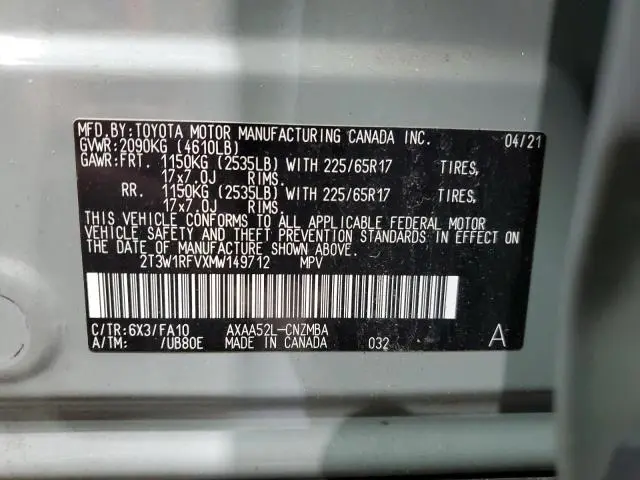 MFD.BY:TOYOTA MOTOR MANUFACTURING CANADA INC. 04/21
GVWR:2090KG (4610LB)
GAWR:FRT. 1150KG (2535LB) WITH 225/65R17 TIRES,
17x7.0J RIMS.
RR. 1150KG (2535LB) WITH 225/65R17 TIRES,
17x7.0J RIMS.
THIS VEHICLE CONFORMS TO ALL APPLICABLE FEDERAL MOTOR
VEHICLE SAFETY AND THEFT PREVENTION STANDARDS IN EFFECT ON
THE DATE OF MANUFACTURE SHOWN ABOVE.
2T3W1RFVXMW149712 MPV
C/TR:6X3/FA10 AXAA52L-CNZMBA
A/TM: /UB80E MADE IN CANADA 032 A